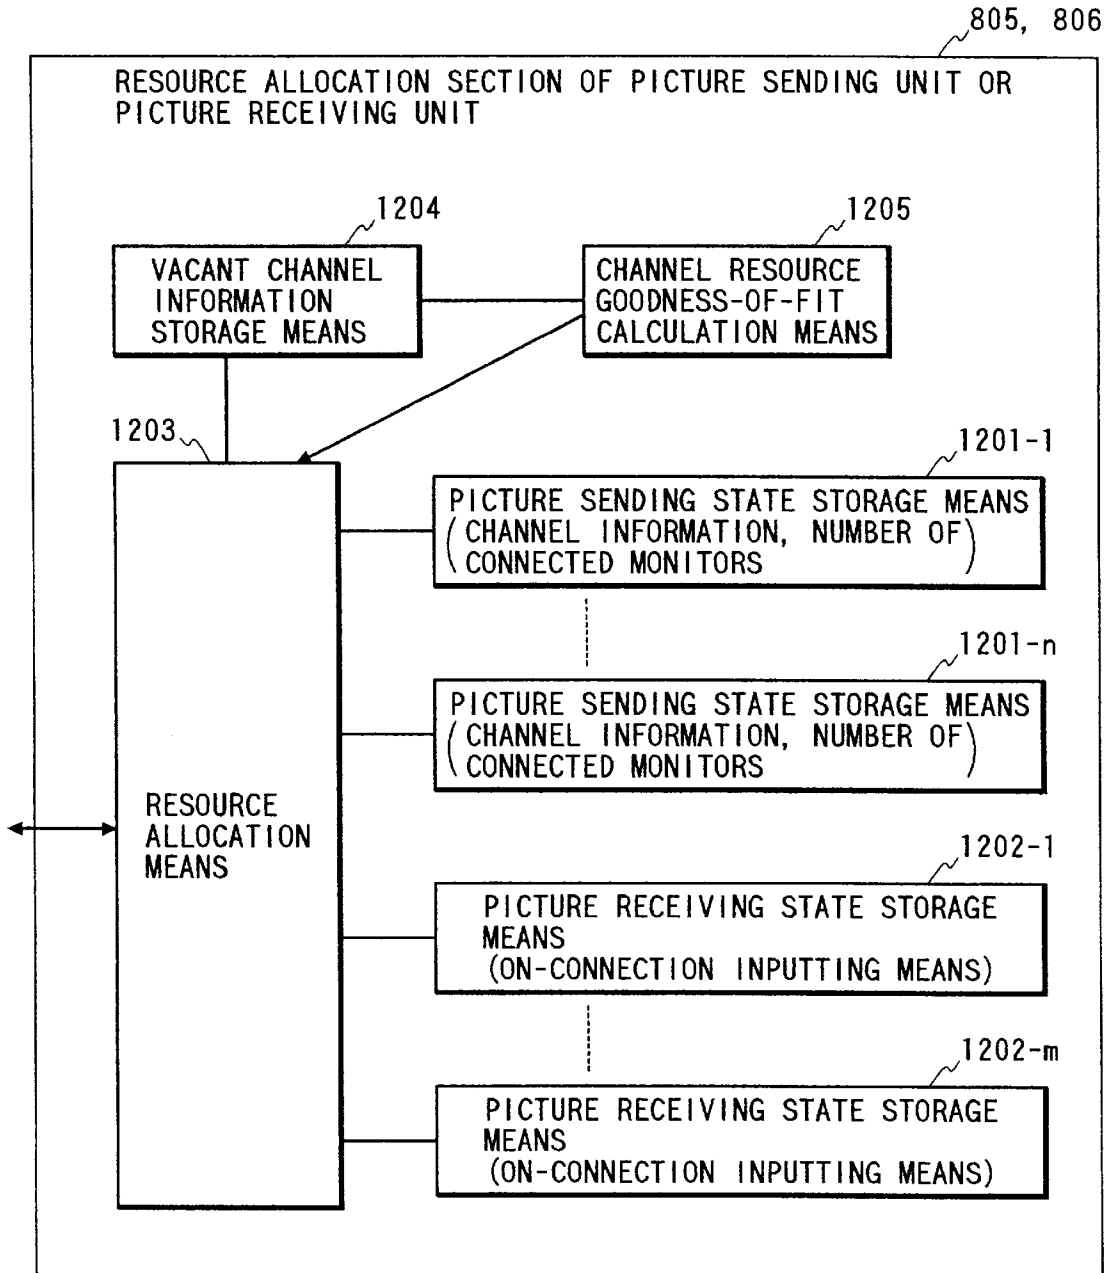 805, 806
RESOURCE ALLOCATION SECTION OF PICTURE SENDING UNIT OR
PICTURE RECEIVING UNIT
1204
VACANT CHANNEL
INFORMATION
STORAGE MEANS
1205
CHANNEL RESOURCE
GOODNESS-OF-FIT
CALCULATION MEANS
1203
RESOURCE
ALLOCATION
MEANS
1201-1
PICTURE SENDING STATE STORAGE MEANS
(CHANNEL INFORMATION, NUMBER OF
CONNECTED MONITORS)
1201-n
PICTURE SENDING STATE STORAGE MEANS
(CHANNEL INFORMATION, NUMBER OF
CONNECTED MONITORS)
1202-1
PICTURE RECEIVING STATE STORAGE
MEANS
(ON-CONNECTION INPUTTING MEANS)
1202-m
PICTURE RECEIVING STATE STORAGE
MEANS
(ON-CONNECTION INPUTTING MEANS)